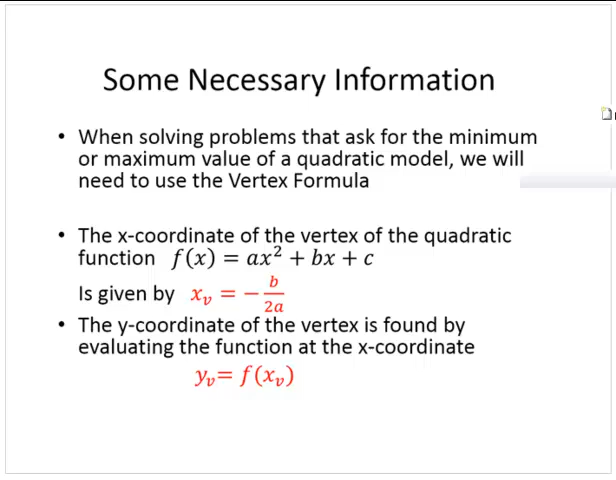 Some Necessary Information
• When solving problems that ask for the minimum
or maximum value of a quadratic model, we will
need to use the Vertex Formula
• The x-coordinate of the vertex of the quadratic
function f(x) = ax² + bx + c
Is given by xᵥ = − b/2a
• The y-coordinate of the vertex is found by
evaluating the function at the x-coordinate
yᵥ= f(xᵥ)